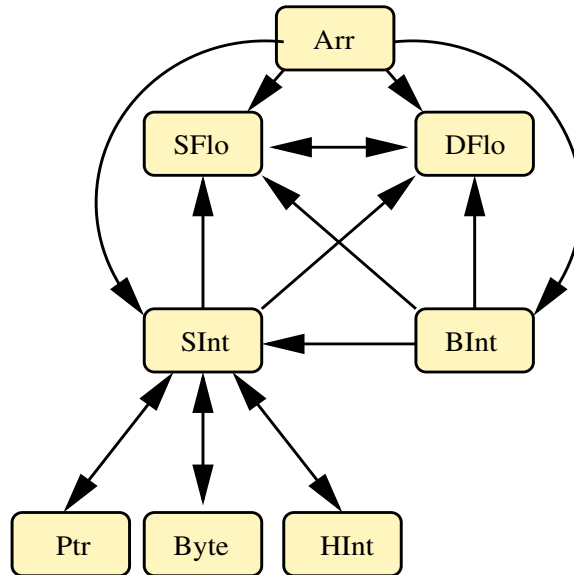 Arr
SFlo
DFlo
SInt
BInt
Ptr
Byte
HInt